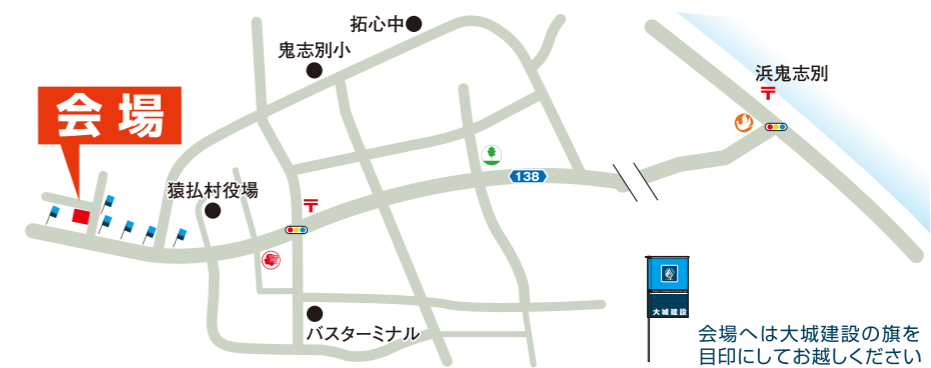 拓心中
鬼志別小
浜鬼志別
〒
会場
猿払村役場
138
〒
バスターミナル
大城建設
会場へは大城建設の旗を
目印にしてお越しください